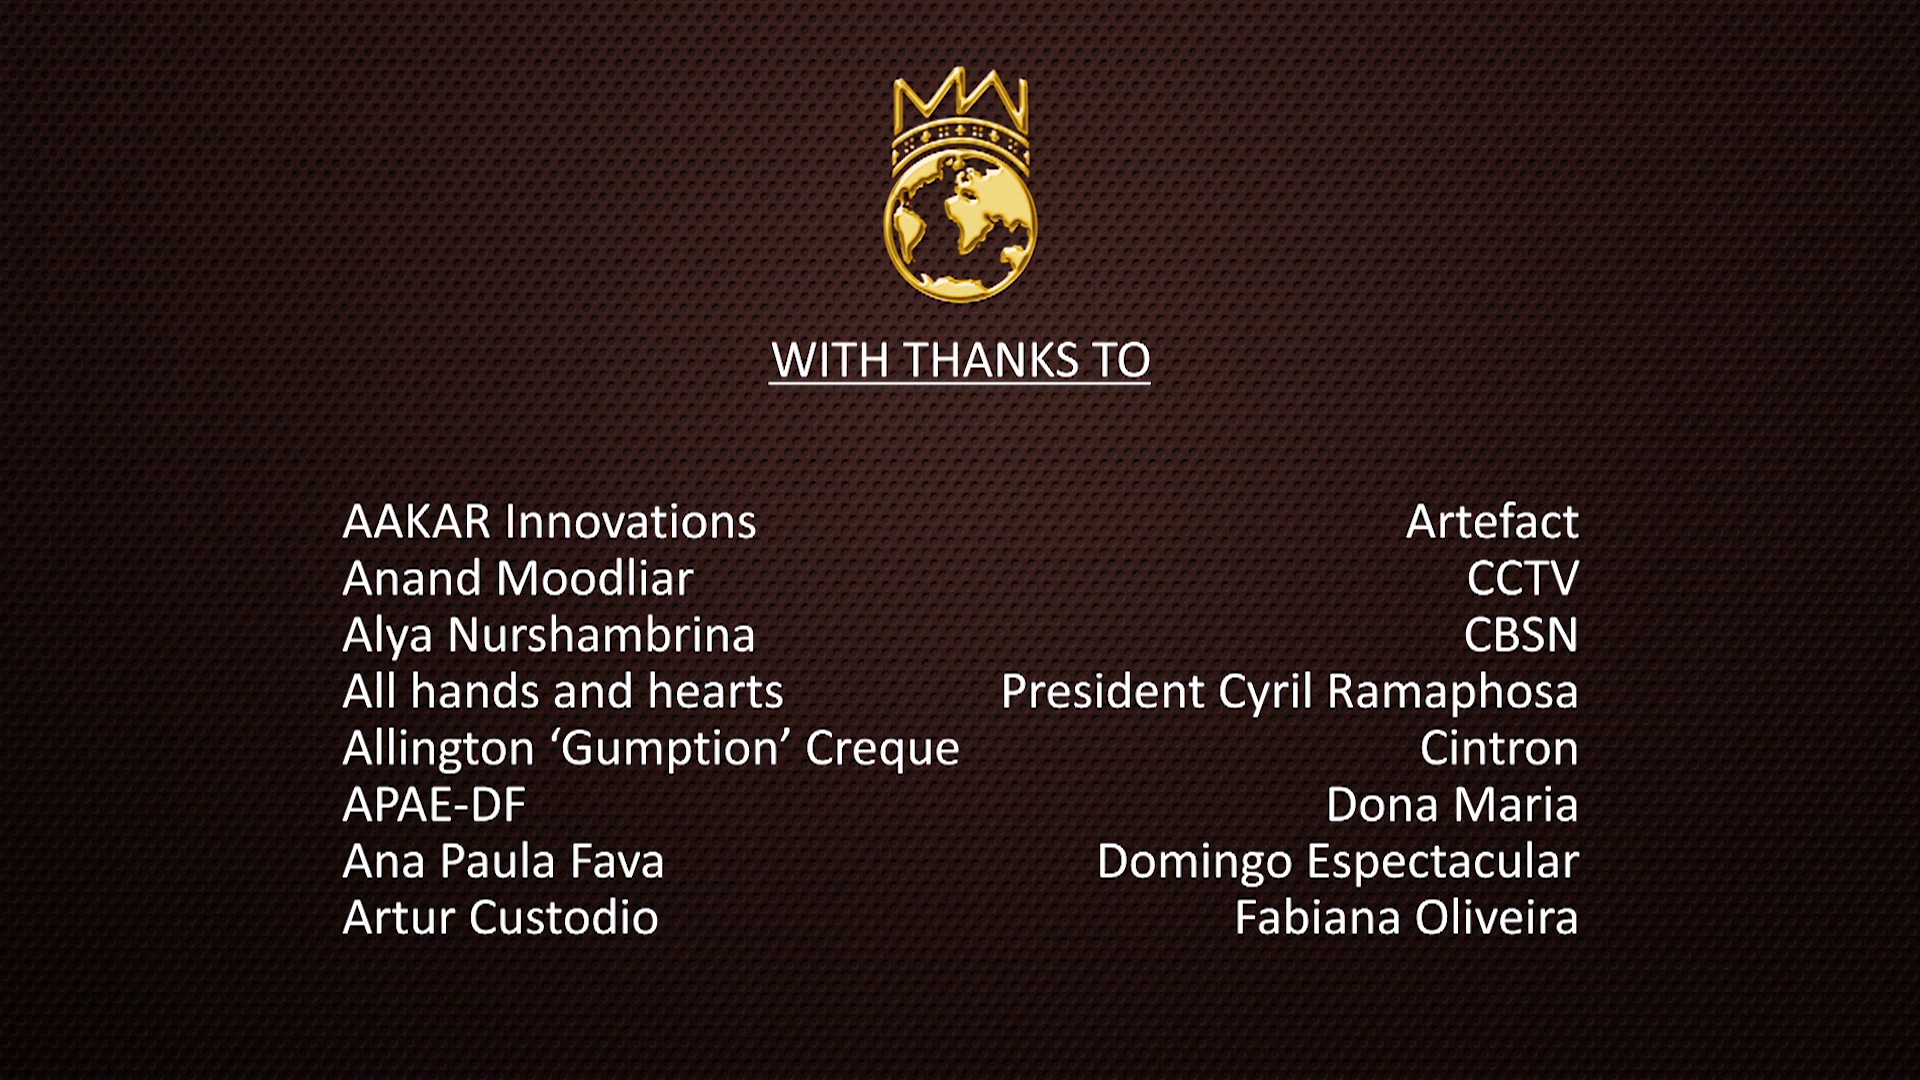 MW
WITH THANKS TO
AAKAR Innovations
Anand Moodliar
Alya Nurshambrina
All hands and hearts
Allington ‘Gumption’ Creque
APAE-DF
Ana Paula Fava
Artur Custodio
Artefact
CCTV
CBSN
President Cyril Ramaphosa
Cintron
Dona Maria
Domingo Espectacular
Fabiana Oliveira